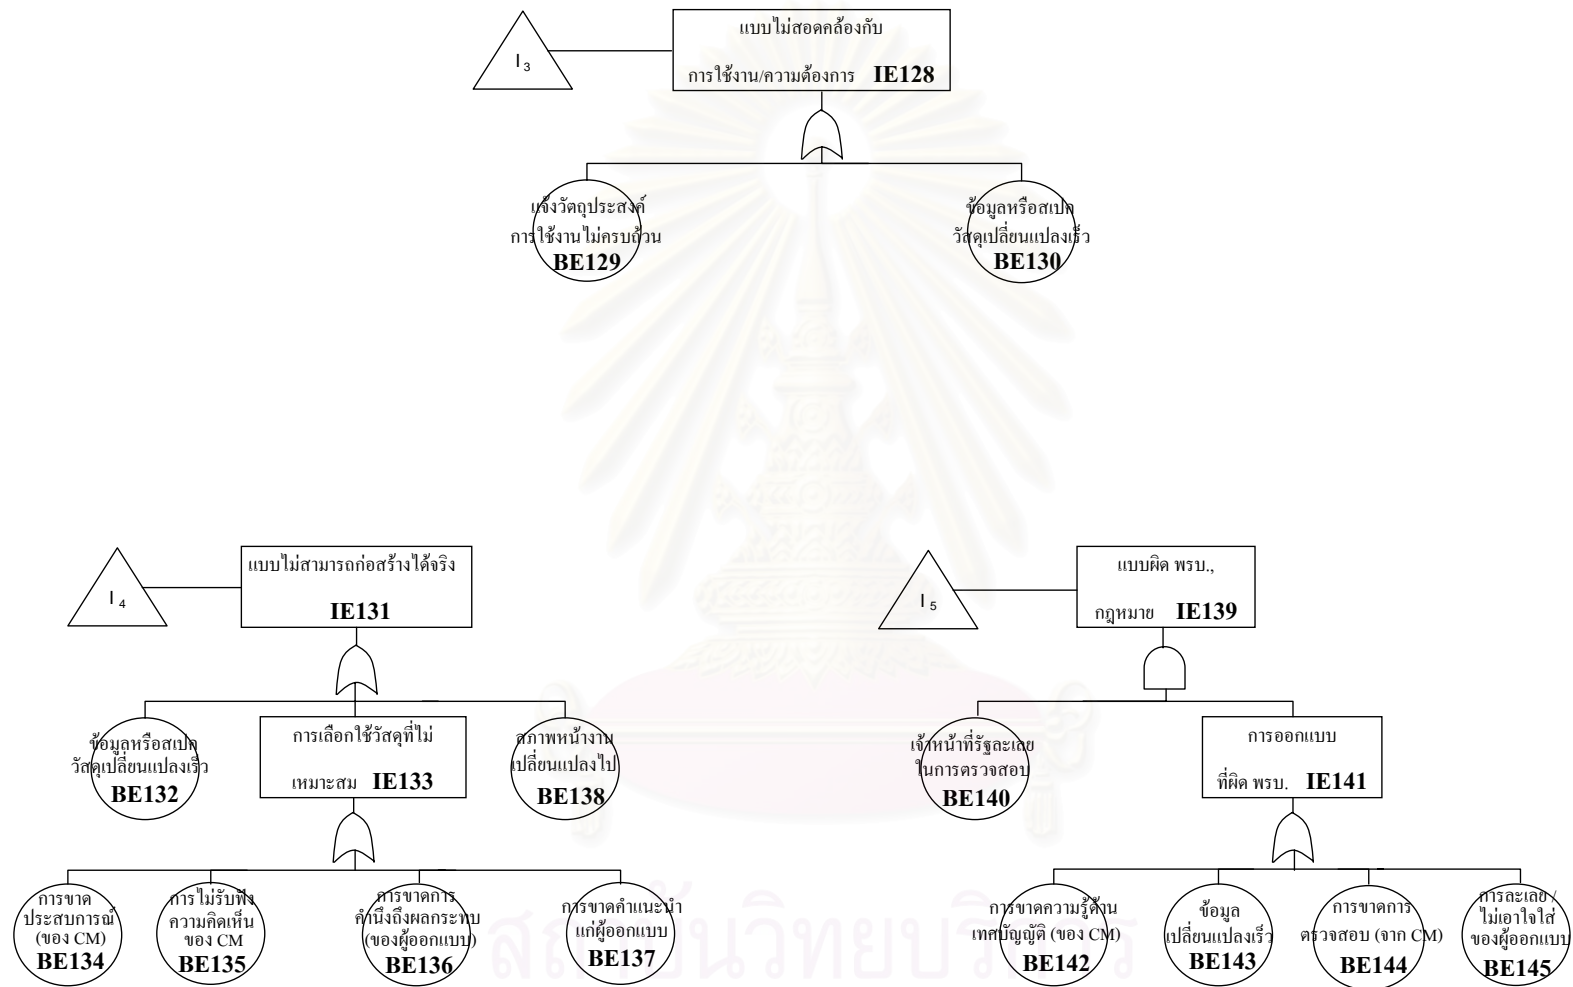 I 3
แบบไม่สอดคล้องกับ
การใช้งาน/ความต้องการ IE128
แจ้งวัตถุประสงค์
การใช้งานไม่ครบถ้วน
BE129
ข้อมูลหรือสเปค
วัสดุเปลี่ยนแปลงเร็ว
BE130
I 4
แบบไม่สามารถก่อสร้างได้จริง
IE131
ข้อมูลหรือสเปค
วัสดุเปลี่ยนแปลงเร็ว
BE132
การเลือกใช้วัสดุที่ไม่
เหมาะสม IE133
สภาพหน้างาน
เปลี่ยนแปลงไป
BE138
การขาด
ประสบการณ์
(ของ CM)
BE134
การไม่รับฟัง
ความคิดเห็น
ของ CM
BE135
การขาดการ
คำนึงถึงผลกระทบ
(ของผู้ออกแบบ)
BE136
การขาดคำแนะนำ
แก่ผู้ออกแบบ
BE137
I 5
แบบผิด พรบ.,
กฎหมาย IE139
เจ้าหน้าที่รัฐละเลย
ในการตรวจสอบ
BE140
การออกแบบ
ที่ผิด พรบ. IE141
การขาดความรู้ด้าน
เทศบัญญัติ (ของ CM)
BE142
ข้อมูล
เปลี่ยนแปลงเร็ว
BE143
การขาดการ
ตรวจสอบ (จาก CM)
BE144
การละเลย /
ไม่เอาใจใส่
ของผู้ออกแบบ
BE145
สถาบันวิทยบริการ